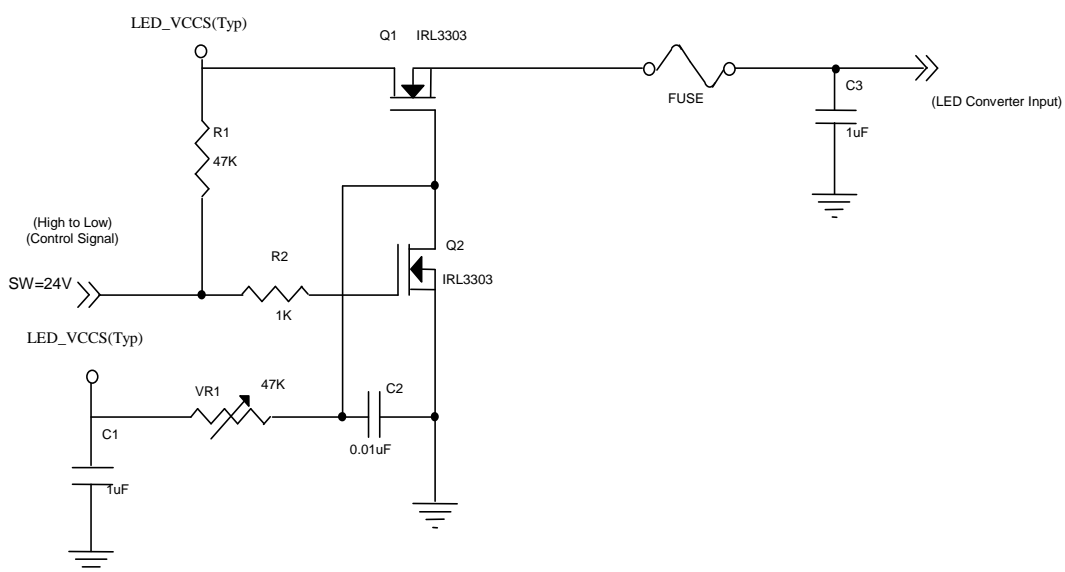 LED_VCCS(Typ)
Q1 IRL3303
FUSE
C3
1uF
(LED Converter Input)
R1
47K
(High to Low)
(Control Signal)
SW=24V
R2
1K
Q2
IRL3303
LED_VCCS(Typ)
VR1
47K
C2
0.01uF
C1
1uF